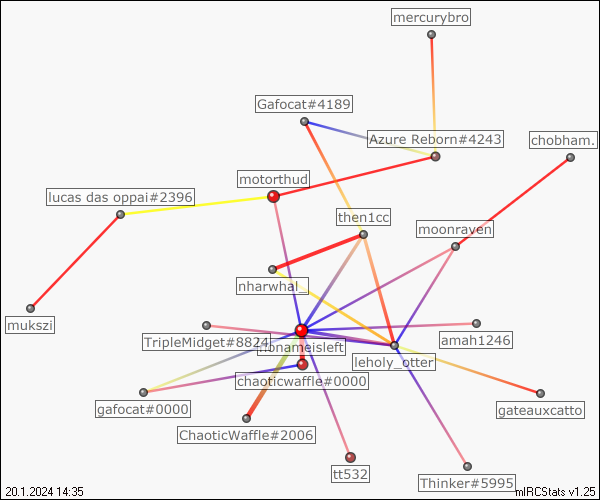 mercurybro
Gafocat#4189
Azure Reborn#4243
chobham.
motorthud
lucas das oppai#2396
then1cc
moonraven
nharwhal_
mukszi
TripleMidget#8824
nonameisleft
amah1246
leholy_otter
chaoticwaffle#0000
gafocat#0000
gateauxcatto
ChaoticWaffle#2006
tt532
Thinker#5995
20.1.2024 14:35
mIRCStats v1.25